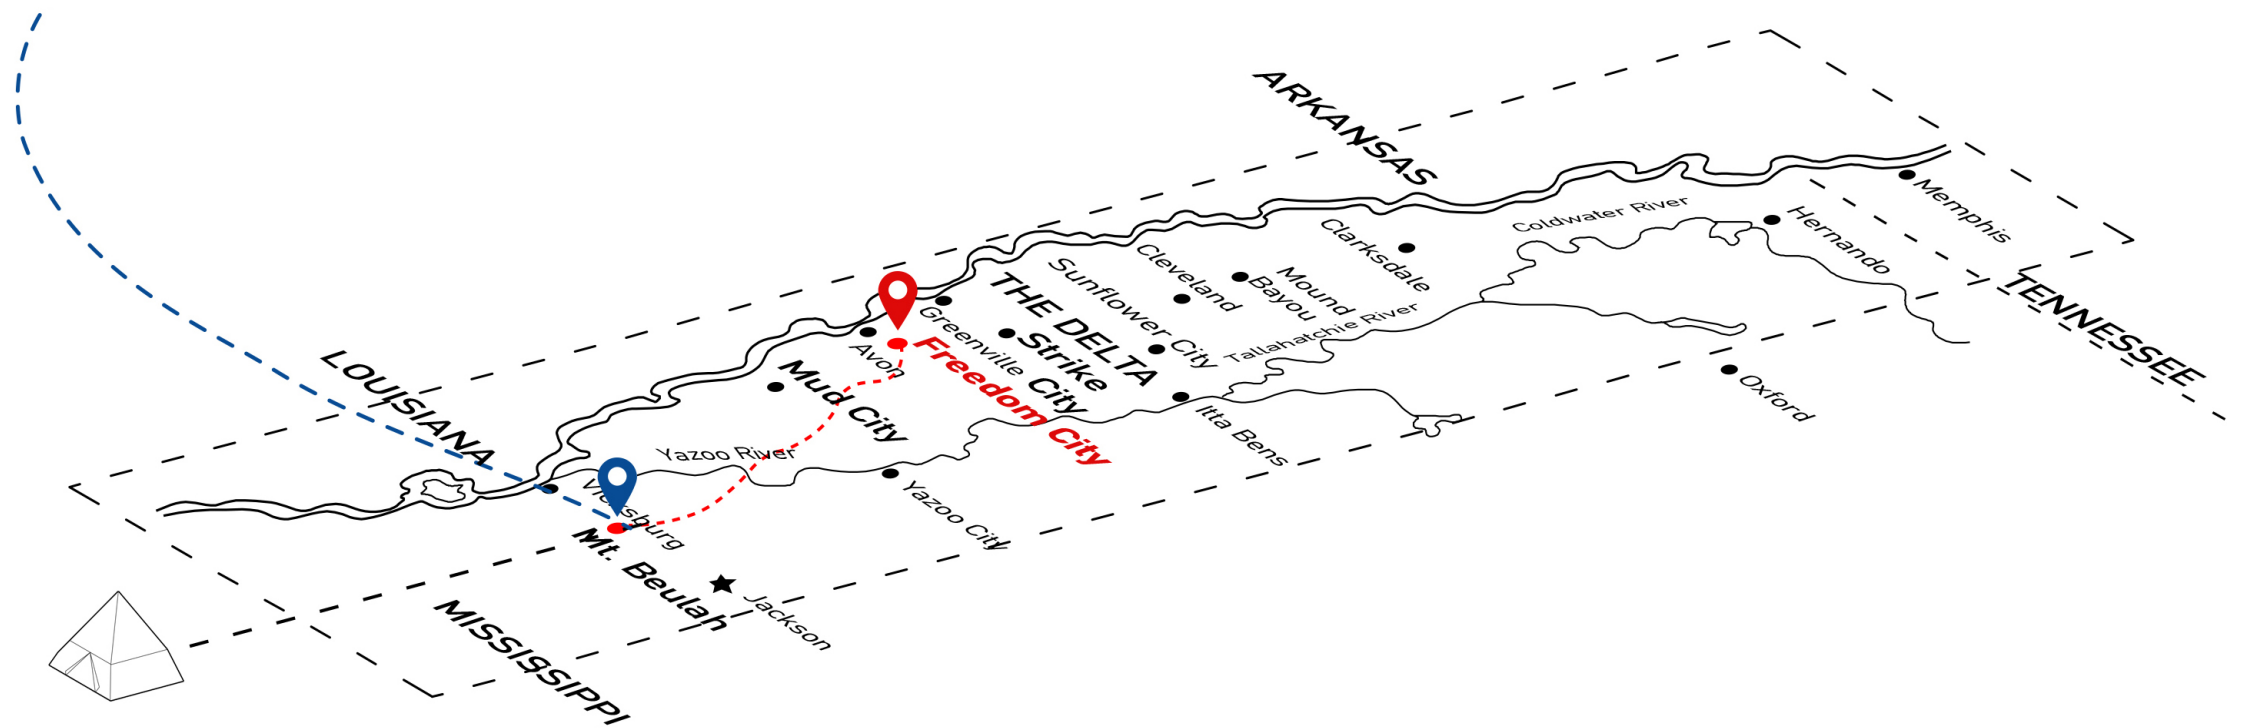 ARKANSAS
Memphis
Hernando
Coldwater River
Clarksdale
Mound
Bayou
Cleveland
Sunflower City
TENNESSEE
THE DELTA
Tallahatchie River
Greenville
Strike
City
Avon
Freedom City
LOUISIANA
Mud City
Oxford
Itta Bens
Yazoo River
Yazoo City
Vicksburg
Mt. Beulah
Jackson
MISSISSIPPI